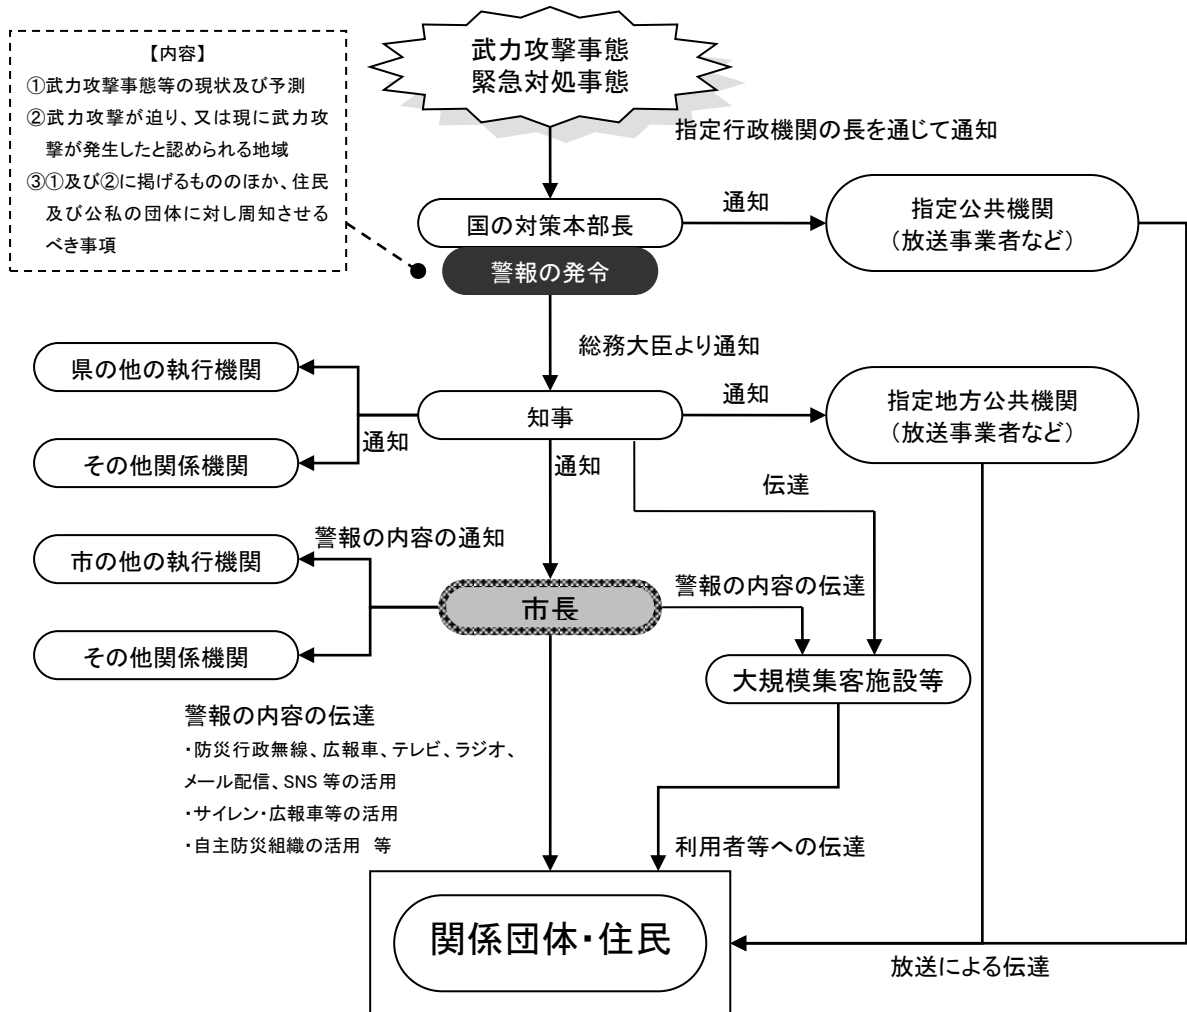 武力攻撃事態
緊急対処事態
【内容】
①武力攻撃事態等の現状及び予測
②武力攻撃が迫り、又は現に武力攻
撃が発生したと認められる地域
③①及び②に掲げるもののほか、住民
及び公私の団体に対し周知させる
べき事項
指定行政機関の長を通じて通知
国の対策本部長
通知
指定公共機関
（放送事業者など）
警報の発令
総務大臣より通知
県の他の執行機関
知事
通知
指定地方公共機関
（放送事業者など）
通知
その他関係機関
通知
伝達
警報の内容の通知
市の他の執行機関
市長
警報の内容の伝達
その他関係機関
大規模集客施設等
警報の内容の伝達
・防災行政無線、広報車、テレビ、ラジオ、
メール配信、SNS 等の活用
・サイレン・広報車等の活用
・自主防災組織の活用　等
利用者等への伝達
関係団体・住民
放送による伝達